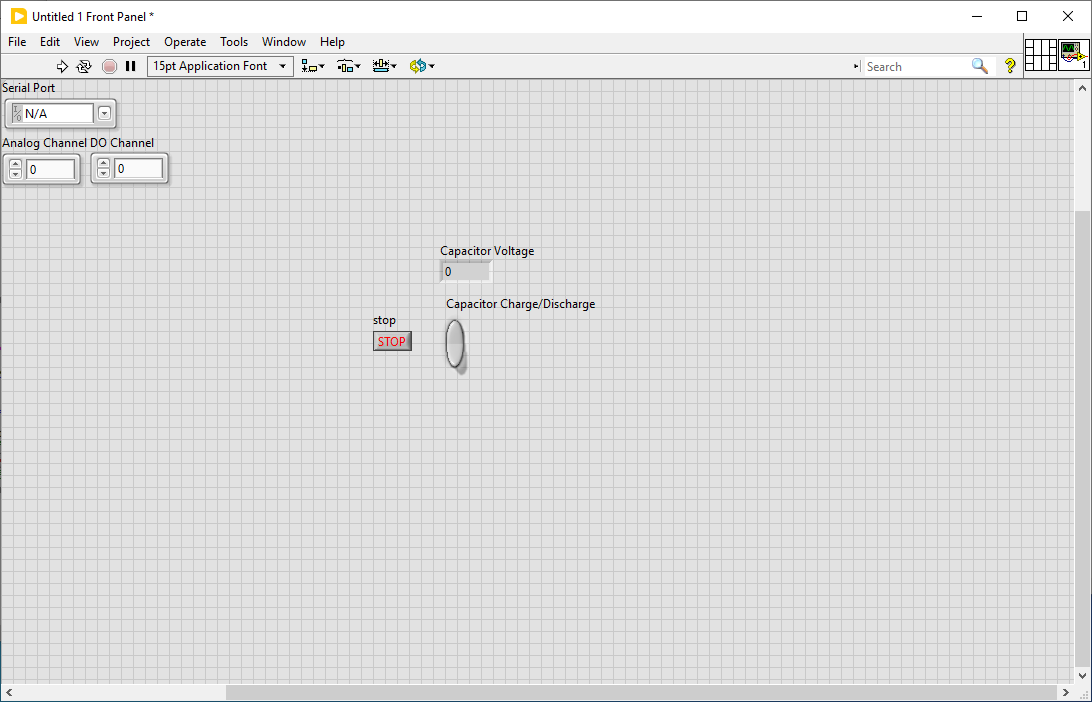 Untitled 1 Front Panel *
File Edit View Project Operate Tools Window Help
15pt Application Font Search ? 1
Serial Port
I/O N/A
Analog Channel DO Channel
0 0
Capacitor Voltage
0
Capacitor Charge/Discharge
stop
STOP